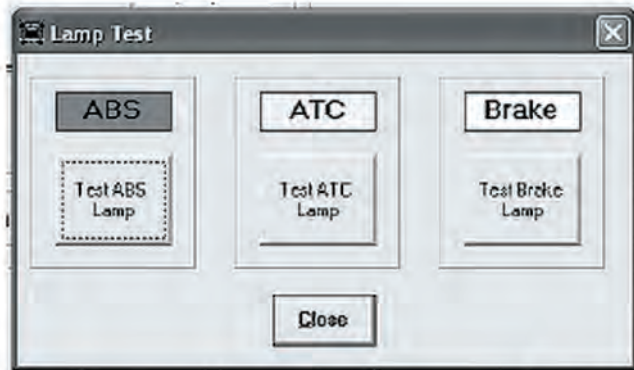 Lamp Test
ABS
ATC
Brake
Test ABS
Lamp
Test ATC
Lamp
Test Brake
Lamp
Close